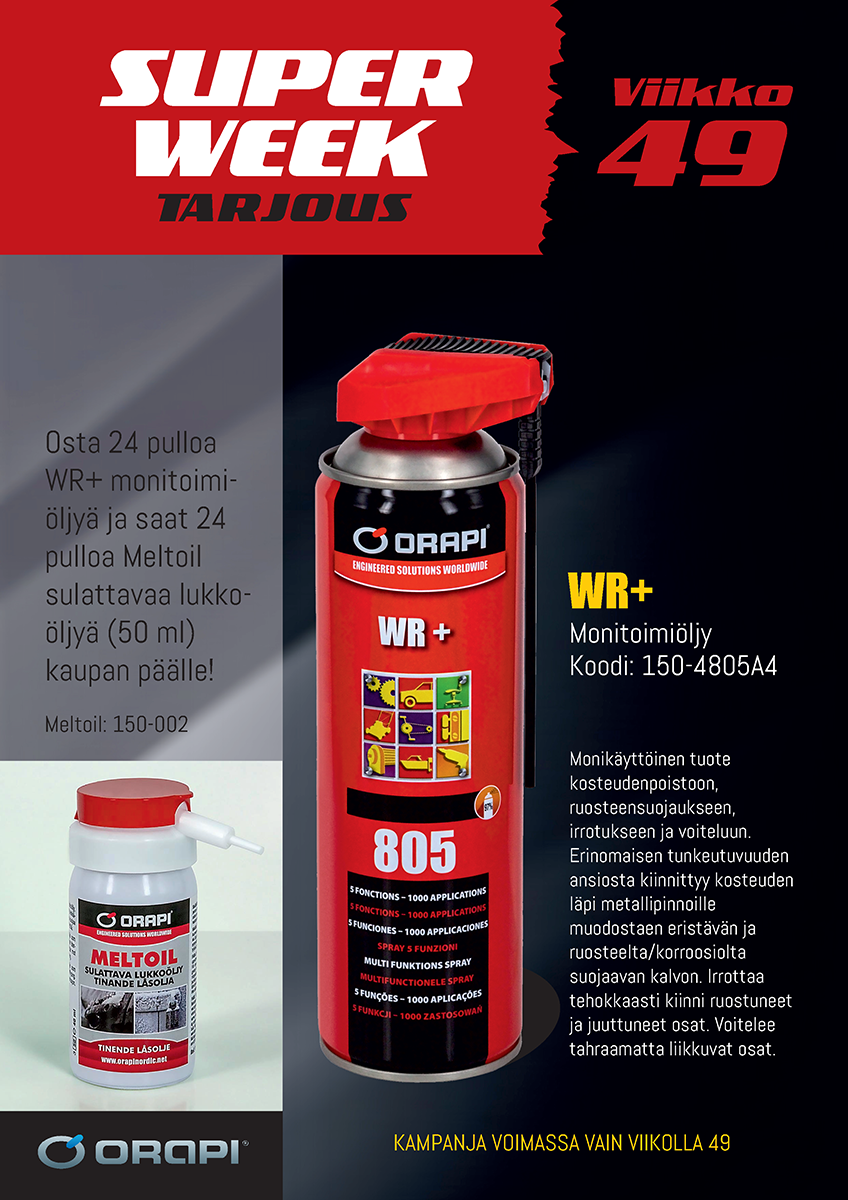 SUPER
WEEK
TARJOUS
Viikko
49
Osta 24 pulloa
WR+ monitoimi-
öljyä ja saat 24
pulloa Meltoil
sulattavaa lukko-
öljyä (50 ml)
kaupan päälle!
Meltoil: 150-002
ORAPI
ENGINEERED SOLUTIONS WORLDWIDE
MELTOIL
SULATTAVA LUKKOÖLJY
TINANDE LÅSOLJA
TINENDE LÅSOLJE
www.orapinordic.net
ORAPI®
ENGINEERED SOLUTIONS WORLDWIDE
WR +
97%
805
5 FONCTIONS – 1000 APPLICATIONS
5 FONCTIONS – 1000 APPLICATIONS
5 FUNCIONES – 1000 APLICACIONES
SPRAY 5 FUNZIONI
MULTI FUNKTIONS SPRAY
MULTIFUNCTIONELE SPRAY
5 FUNÇÕES – 1000 APLICAÇÕES
5 FUNKCJI – 1000 ZASTOSOWAŃ
WR+
Monitoimiöljy
Koodi: 150-4805A4
Monikäyttöinen tuote
kosteudenpoistoon,
ruosteensuojaukseen,
irrotukseen ja voiteluun.
Erinomaisen tunkeutuvuuden
ansiosta kiinnittyy kosteuden
läpi metallipinnoille
muodostaen eristävän ja
ruosteelta/korroosiolta
suojaavan kalvon. Irrottaa
tehokkaasti kiinni ruostuneet
ja juuttuneet osat. Voitelee
tahraamatta liikkuvat osat.
ORAPI®
KAMPANJA VOIMASSA VAIN VIIKOLLA 49